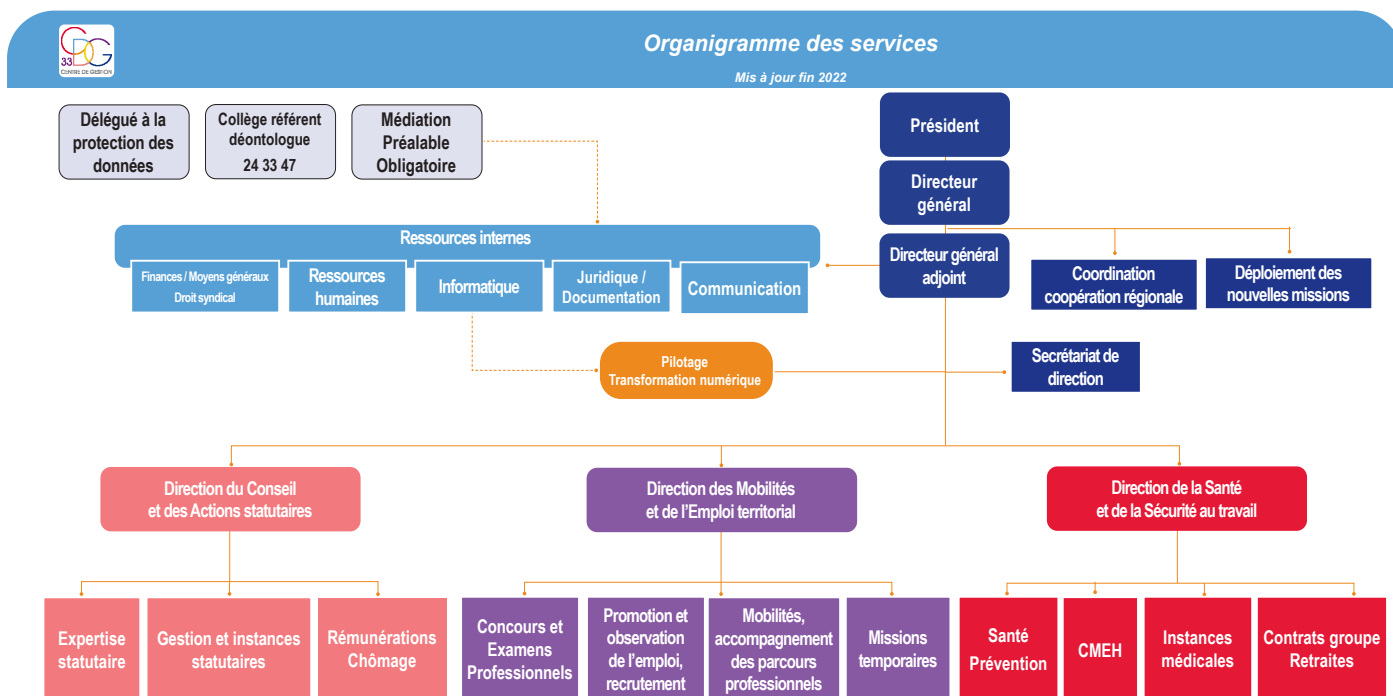 Organigramme des services
Mis à jour fin 2022
CDG
33
CENTRE DE GESTION
Délégué à la
protection des
données
Collège référent
déontologue
24 33 47
Médiation
Préalable
Obligatoire
Président
Directeur
général
Directeur général
adjoint
Ressources internes
Finances / Moyens généraux
Droit syndical
Ressources
humaines
Informatique
Juridique /
Documentation
Communication
Coordination
coopération régionale
Déploiement des
nouvelles missions
Pilotage
Transformation numérique
Secrétariat de
direction
Direction du Conseil
et des Actions statutaires
Direction des Mobilités
et de l'Emploi territorial
Direction de la Santé
et de la Sécurité au travail
Expertise
statutaire
Gestion et instances
statutaires
Rémunérations
Chômage
Concours et
Examens
Professionnels
Promotion et
observation
de l'emploi,
recrutement
Mobilités,
accompagnement
des parcours
professionnels
Missions
temporaires
Santé
Prévention
CMEH
Instances
médicales
Contrats groupe
Retraites